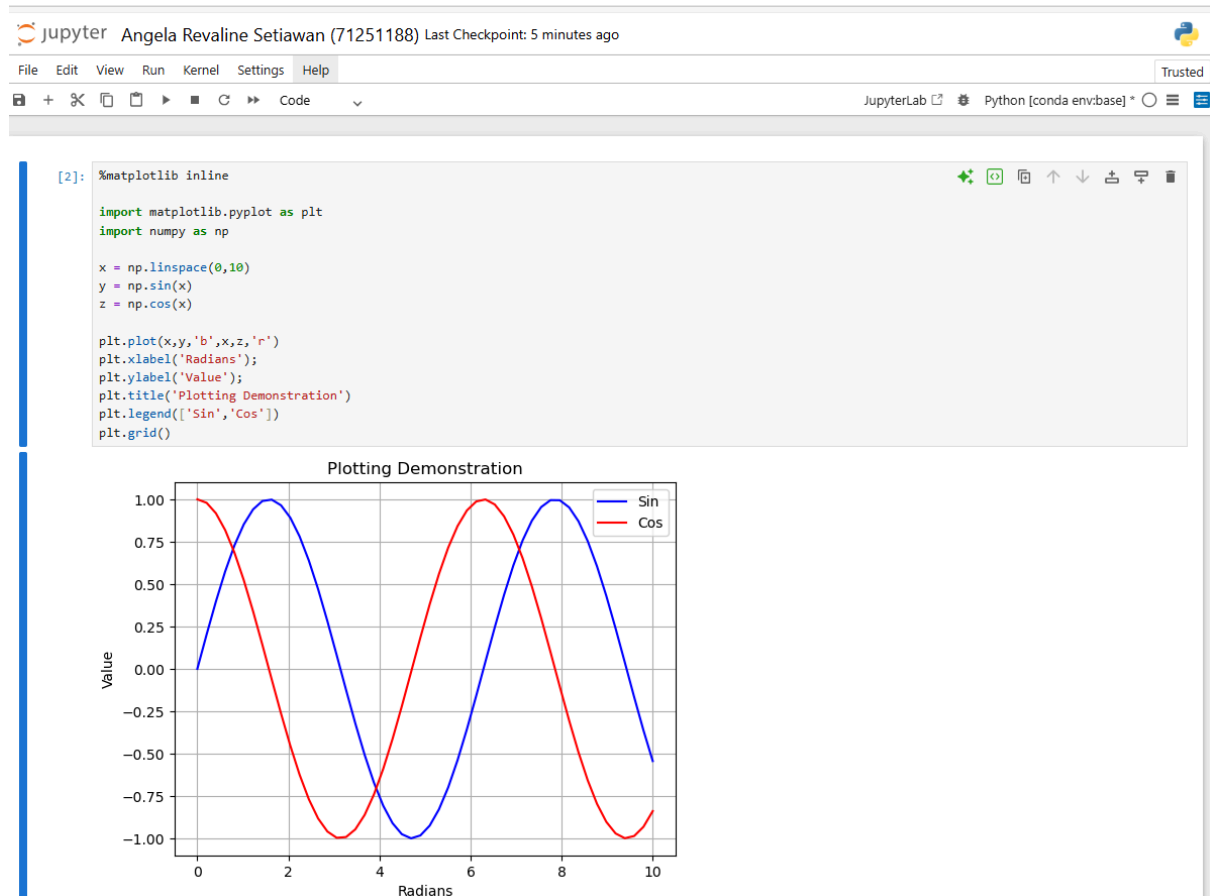 jupyter Angela Revaline Setiawan (71251188) Last Checkpoint: 5 minutes ago
File Edit View Run Kernel Settings Help
Trusted
Code
JupyterLab
Python [conda env:base] *
[2]: %matplotlib inline
import matplotlib.pyplot as plt
import numpy as np
x = np.linspace(0,10)
y = np.sin(x)
z = np.cos(x)
plt.plot(x,y,'b',x,z,'r')
plt.xlabel('Radians');
plt.ylabel('Value');
plt.title('Plotting Demonstration')
plt.legend(['Sin','Cos'])
plt.grid()
Plotting Demonstration
Sin
Cos
1.00
0.75
0.50
0.25
0.00
−0.25
−0.50
−0.75
−1.00
Value
0 2 4 6 8 10
Radians